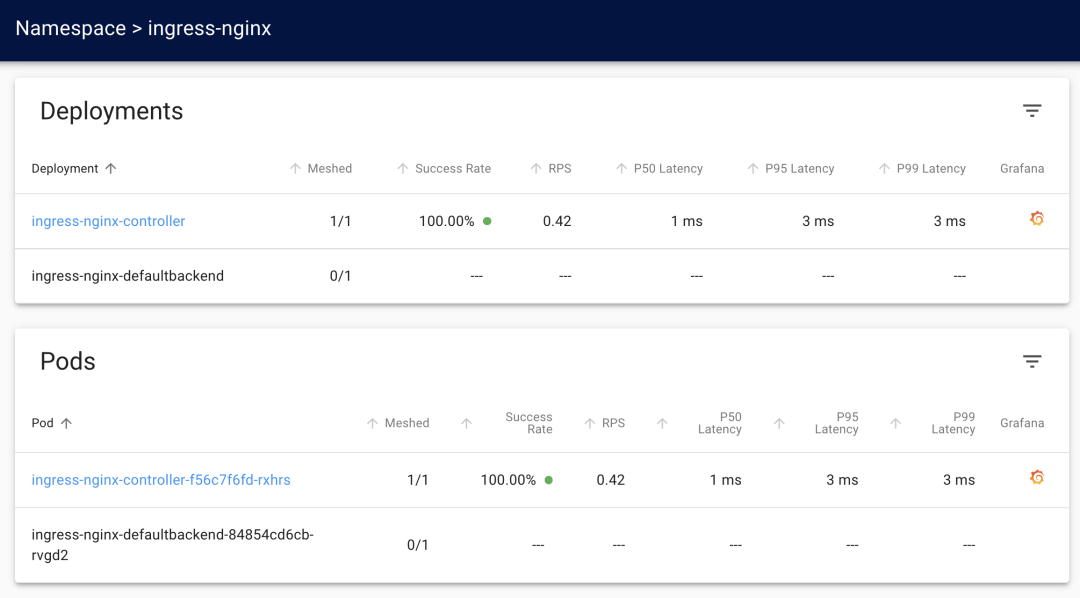 Namespace > ingress-nginx
Deployments
Deployment Meshed Success Rate RPS P50 Latency P95 Latency P99 Latency Grafana
ingress-nginx-controller 1/1 100.00% 0.42 1 ms 3 ms 3 ms
ingress-nginx-defaultbackend 0/1 --- --- --- --- ---
Pods
Pod Meshed Success Rate RPS P50 Latency P95 Latency P99 Latency Grafana
ingress-nginx-controller-f56c7f6fd-rxhrs 1/1 100.00% 0.42 1 ms 3 ms 3 ms
ingress-nginx-defaultbackend-84854cd6cb-
rvgd2 0/1 --- --- --- --- ---